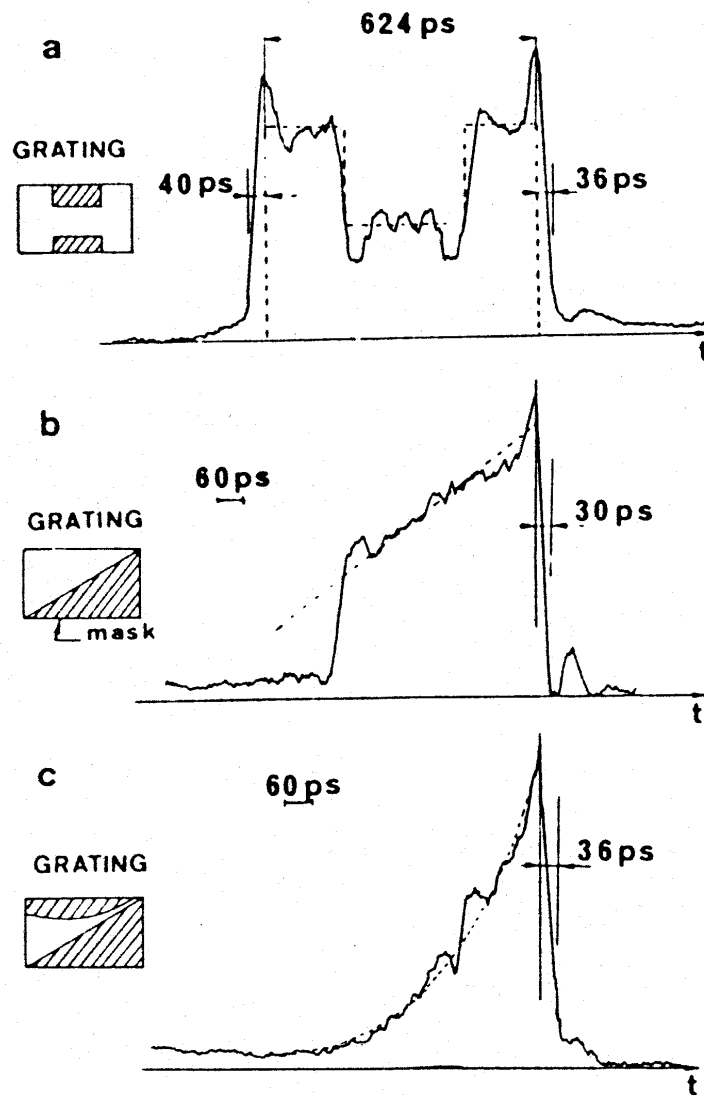 a
624 ps
GRATING
40 ps
36 ps
t
b
60 ps
GRATING
30 ps
mask
t
c
60 ps
GRATING
36 ps
t